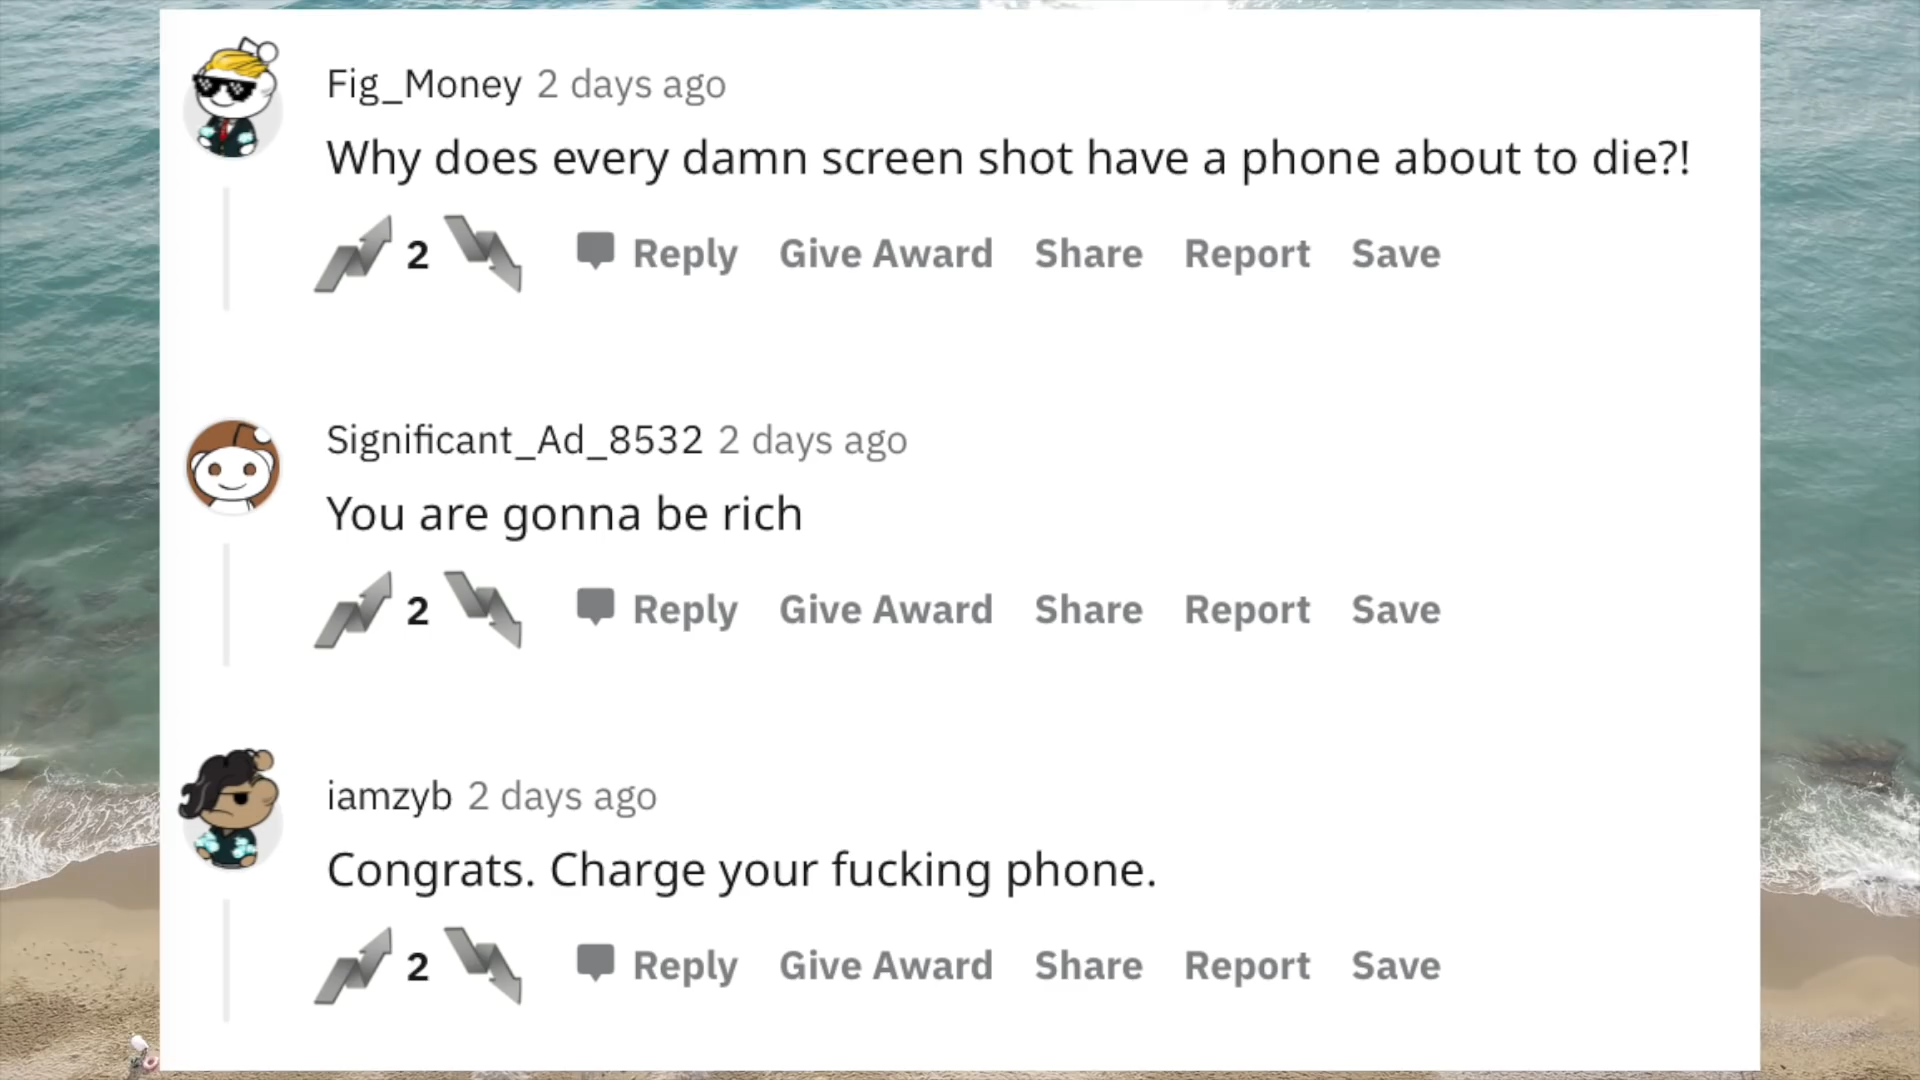 Fig_Money 2 days ago
Why does every damn screen shot have a phone about to die?!
2 Reply Give Award Share Report Save
Significant_Ad_8532 2 days ago
You are gonna be rich
2 Reply Give Award Share Report Save
iamzyb 2 days ago
Congrats. Charge your fucking phone.
2 Reply Give Award Share Report Save